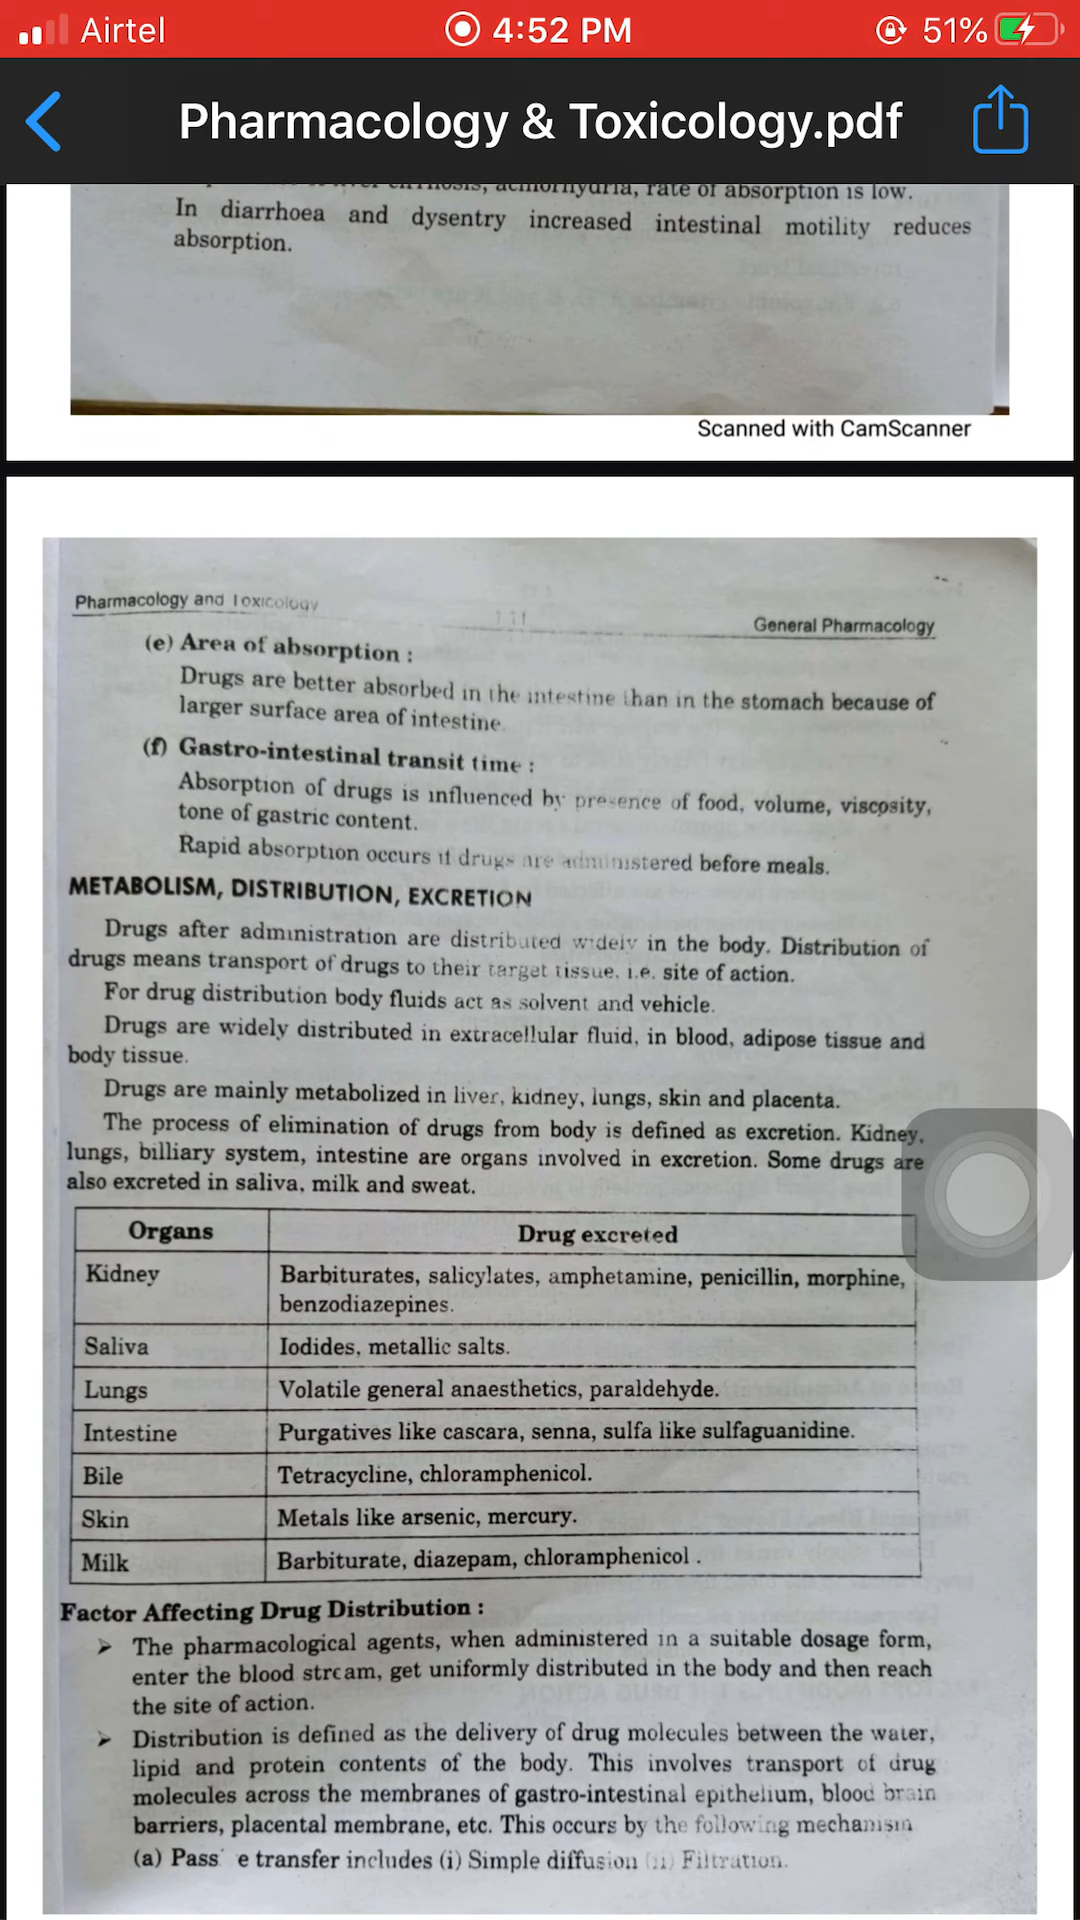 Airtel
4:52 PM
51%
Pharmacology & Toxicology.pdf
cirrhosis, achlorhydria, rate of absorption is low.
In diarrhoea and dysentry increased intestinal motility reduces
absorption.
Scanned with CamScanner
Pharmacology and Toxicology
General Pharmacology
(e) Area of absorption :
Drugs are better absorbed in the intestine than in the stomach because of
larger surface area of intestine.
(f) Gastro-intestinal transit time :
Absorption of drugs is influenced by presence of food, volume, viscosity,
tone of gastric content.
Rapid absorption occurs if drugs are administered before meals.
METABOLISM, DISTRIBUTION, EXCRETION
Drugs after administration are distributed widely in the body. Distribution of
drugs means transport of drugs to their target tissue, i.e. site of action.
For drug distribution body fluids act as solvent and vehicle.
Drugs are widely distributed in extracellular fluid, in blood, adipose tissue and
body tissue.
Drugs are mainly metabolized in liver, kidney, lungs, skin and placenta.
The process of elimination of drugs from body is defined as excretion. Kidney,
lungs, billiary system, intestine are organs involved in excretion. Some drugs are
also excreted in saliva, milk and sweat.
Organs Drug excreted
Kidney Barbiturates, salicylates, amphetamine, penicillin, morphine,
benzodiazepines.
Saliva Iodides, metallic salts.
Lungs Volatile general anaesthetics, paraldehyde.
Intestine Purgatives like cascara, senna, sulfa like sulfaguanidine.
Bile Tetracycline, chloramphenicol.
Skin Metals like arsenic, mercury.
Milk Barbiturate, diazepam, chloramphenicol .
Factor Affecting Drug Distribution :
➢ The pharmacological agents, when administered in a suitable dosage form,
enter the blood stream, get uniformly distributed in the body and then reach
the site of action.
➢ Distribution is defined as the delivery of drug molecules between the water,
lipid and protein contents of the body. This involves transport of drug
molecules across the membranes of gastro-intestinal epithelium, blood brain
barriers, placental membrane, etc. This occurs by the following mechanism
(a) Passive transfer includes (i) Simple diffusion (ii) Filtration.